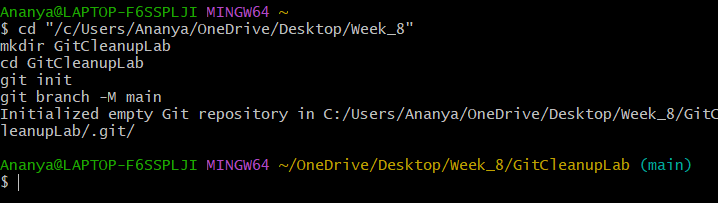 Ananya@LAPTOP-F6SSPLJI MINGW64 ~
$ cd "/c/Users/Ananya/OneDrive/Desktop/Week_8"
mkdir GitCleanupLab
cd GitCleanupLab
git init
git branch -M main
Initialized empty Git repository in C:/Users/Ananya/OneDrive/Desktop/Week_8/GitC
leanupLab/.git/
Ananya@LAPTOP-F6SSPLJI MINGW64 ~/OneDrive/Desktop/Week_8/GitCleanupLab (main)
$